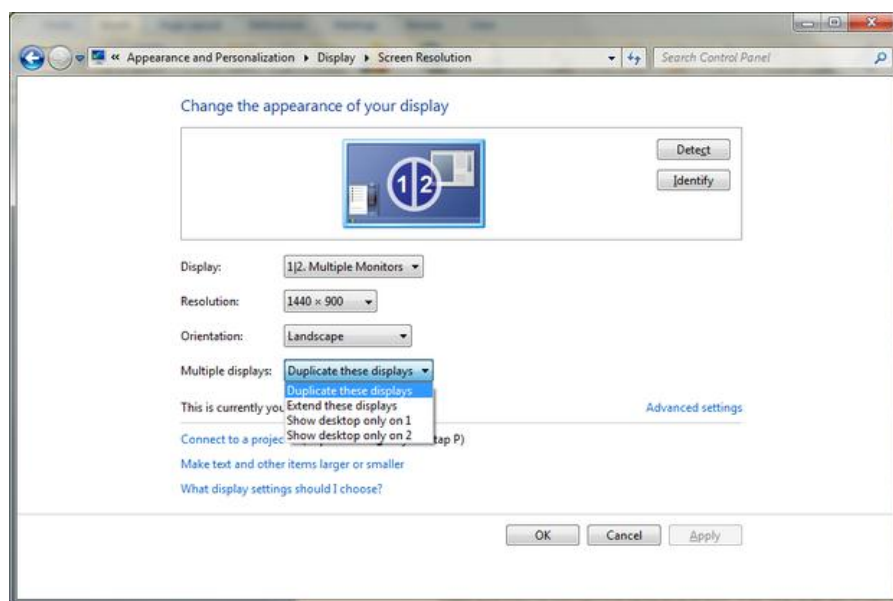 « Appearance and Personalization ▸ Display ▸ Screen Resolution
Search Control Panel
Change the appearance of your display
1|2
Detect
Identify
Display: 1|2. Multiple Monitors
Resolution: 1440 × 900
Orientation: Landscape
Multiple displays: Duplicate these displays
Duplicate these displays
This is currently you Extend these displays Advanced settings
Show desktop only on 1
Connect to a projec Show desktop only on 2 tap P)
Make text and other items larger or smaller
What display settings should I choose?
OK Cancel Apply